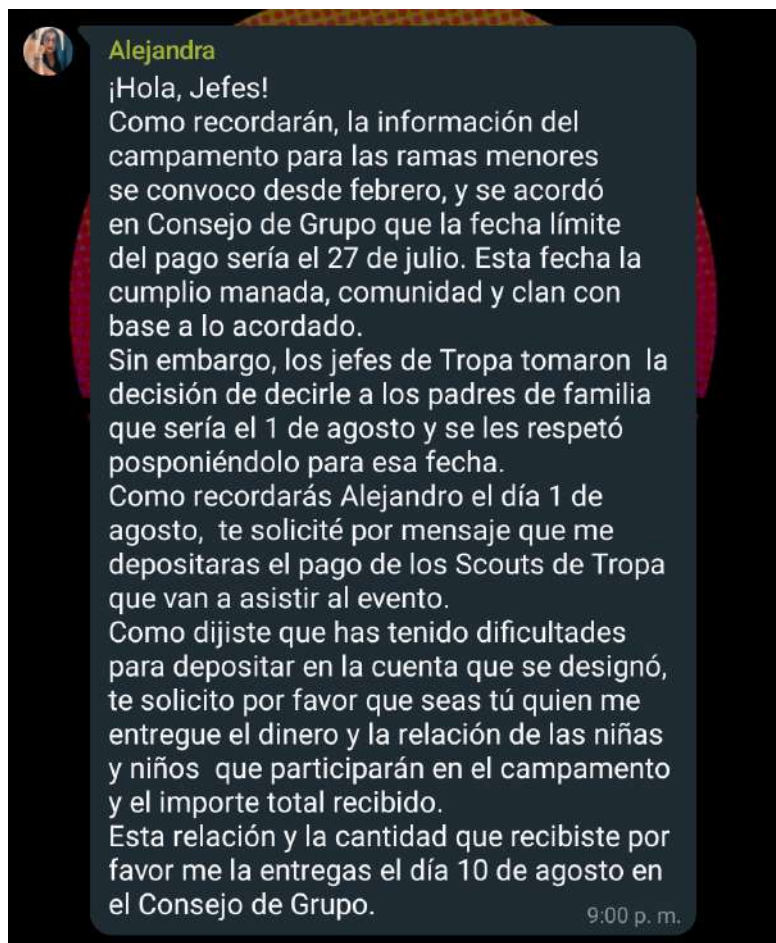 Alejandra
¡Hola, Jefes!
Como recordarán, la información del
campamento para las ramas menores
se convoco desde febrero, y se acordó
en Consejo de Grupo que la fecha límite
del pago sería el 27 de julio. Esta fecha la
cumplio manada, comunidad y clan con
base a lo acordado.
Sin embargo, los jefes de Tropa tomaron  la
decisión de decirle a los padres de familia
que sería el 1 de agosto y se les respetó
posponiéndolo para esa fecha.
Como recordarás Alejandro el día 1 de
agosto,  te solicité por mensaje que me
depositaras el pago de los Scouts de Tropa
que van a asistir al evento.
Como dijiste que has tenido dificultades
para depositar en la cuenta que se designó,
te solicito por favor que seas tú quien me
entregue el dinero y la relación de las niñas
y niños  que participarán en el campamento
y el importe total recibido.
Esta relación y la cantidad que recibiste por
favor me la entregas el día 10 de agosto en
el Consejo de Grupo.
9:00 p. m.